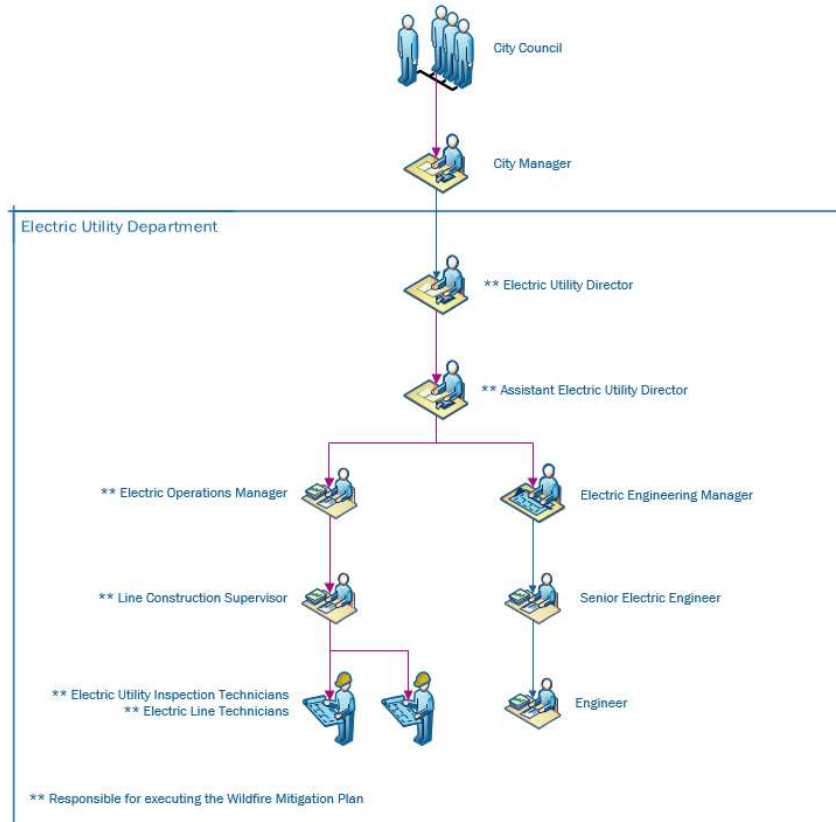 City Council
City Manager
Electric Utility Department
** Electric Utility Director
** Assistant Electric Utility Director
** Electric Operations Manager
Electric Engineering Manager
** Line Construction Supervisor
Senior Electric Engineer
** Electric Utility Inspection Technicians
** Electric Line Technicians
Engineer
** Responsible for executing the Wildfire Mitigation Plan